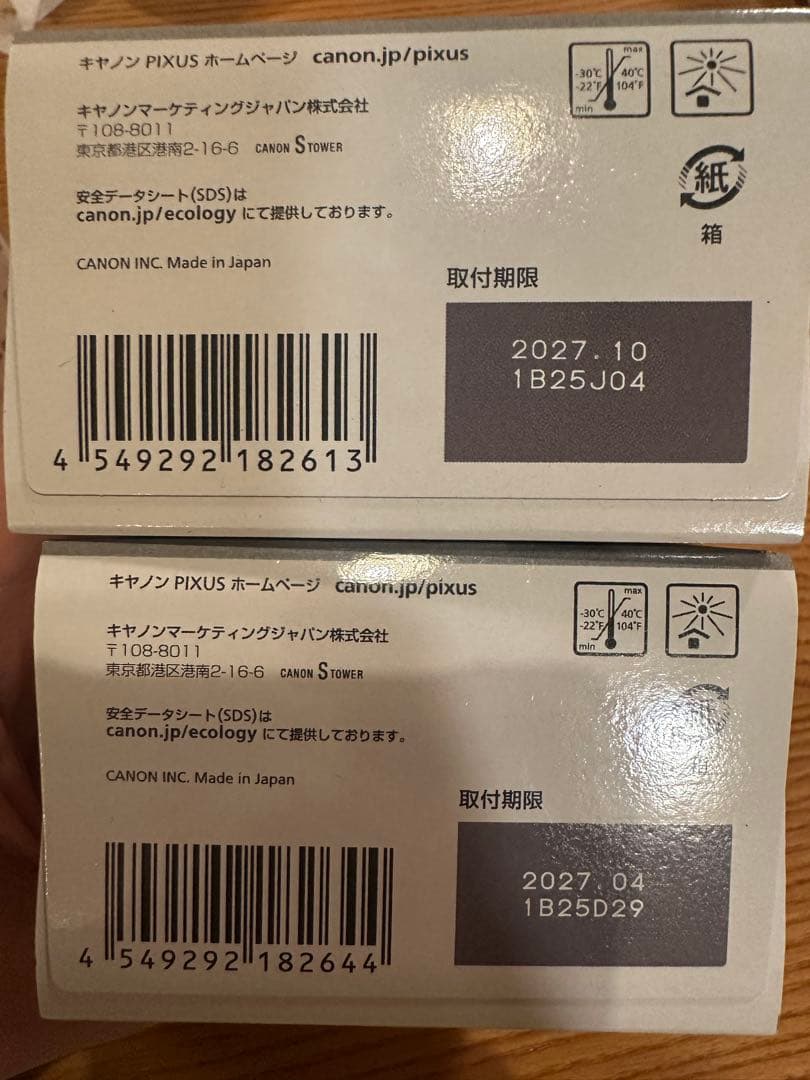 キヤノン PIXUS ホームページ canon.jp/pixus
キヤノンマーケティングジャパン株式会社
〒108-8011
東京都港区港南2-16-6 CANON S TOWER
安全データシート(SDS)は
canon.jp/ecology にて提供しております。
CANON INC. Made in Japan
max
-30℃ 40℃
-22°F 104°F
min
紙
箱
取付期限
2027.10
1B25J04
4 549292 182613
キヤノン PIXUS ホームページ canon.jp/pixus
キヤノンマーケティングジャパン株式会社
〒108-8011
東京都港区港南2-16-6 CANON S TOWER
安全データシート(SDS)は
canon.jp/ecology にて提供しております。
CANON INC. Made in Japan
max
-30℃ 40℃
-22°F 104°F
min
紙
箱
取付期限
2027.04
1B25D29
4 549292 182644